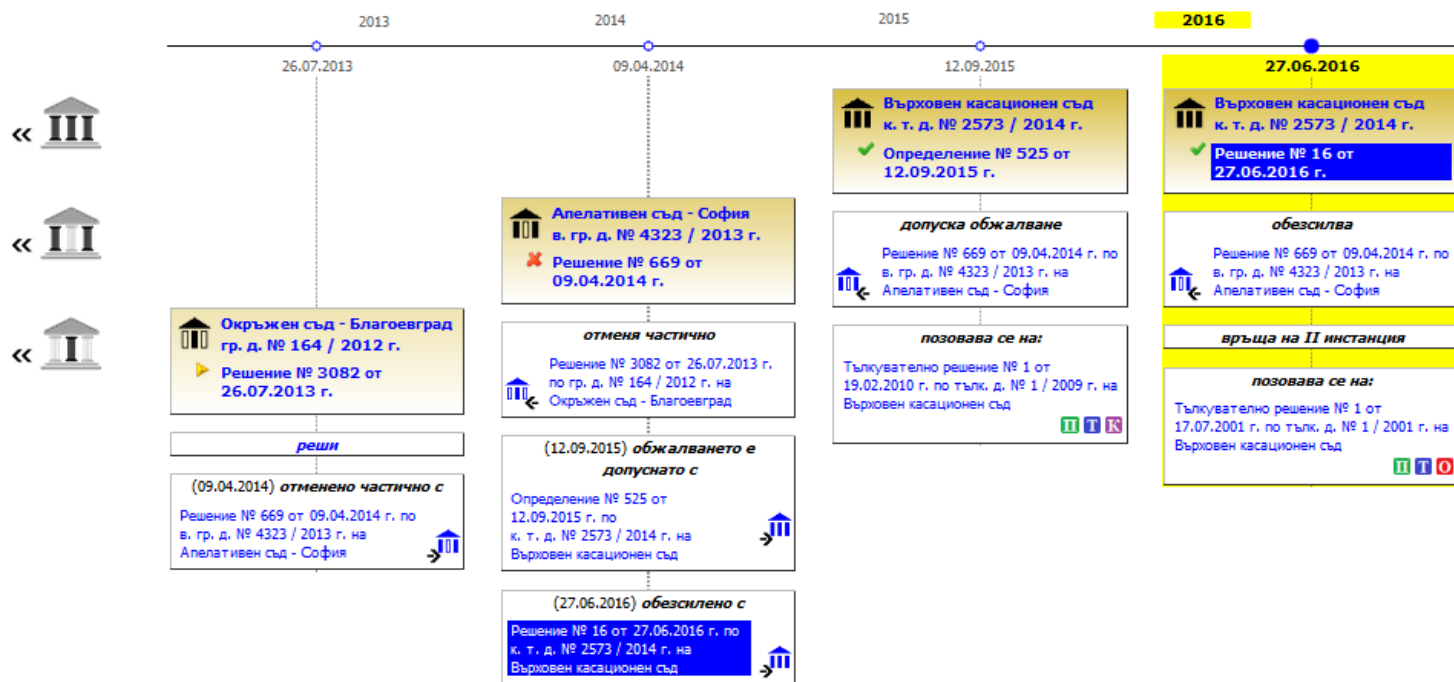 2013
2014
2015
2016
26.07.2013
09.04.2014
12.09.2015
27.06.2016
«
«
«
Окръжен съд - Благоевград
гр. д. № 164 / 2012 г.
Решение № 3082 от
26.07.2013 г.
реши
(09.04.2014) отменено частично с
Решение № 669 от 09.04.2014 г. по
в. гр. д. № 4323 / 2013 г. на
Апелативен съд - София
Апелативен съд - София
в. гр. д. № 4323 / 2013 г.
Решение № 669 от
09.04.2014 г.
отменя частично
Решение № 3082 от 26.07.2013 г.
по гр. д. № 164 / 2012 г. на
Окръжен съд - Благоевград
(12.09.2015) обжалването е
допуснато с
Определение № 525 от
12.09.2015 г. по
к. т. д. № 2573 / 2014 г. на
Върховен касационен съд
(27.06.2016) обезсилено с
Решение № 16 от 27.06.2016 г. по
к. т. д. № 2573 / 2014 г. на
Върховен касационен съд
Върховен касационен съд
к. т. д. № 2573 / 2014 г.
Определение № 525 от
12.09.2015 г.
допуска обжалване
Решение № 669 от 09.04.2014 г. по
в. гр. д. № 4323 / 2013 г. на
Апелативен съд - София
позовава се на:
Тълкувателно решение № 1 от
19.02.2010 г. по тълк. д. № 1 / 2009 г. на
Върховен касационен съд
П Т К
Върховен касационен съд
к. т. д. № 2573 / 2014 г.
Решение № 16 от
27.06.2016 г.
обезсилва
Решение № 669 от 09.04.2014 г. по
в. гр. д. № 4323 / 2013 г. на
Апелативен съд - София
връща на II инстанция
позовава се на:
Тълкувателно решение № 1 от
17.07.2001 г. по тълк. д. № 1 / 2001 г. на
Върховен касационен съд
П Т О